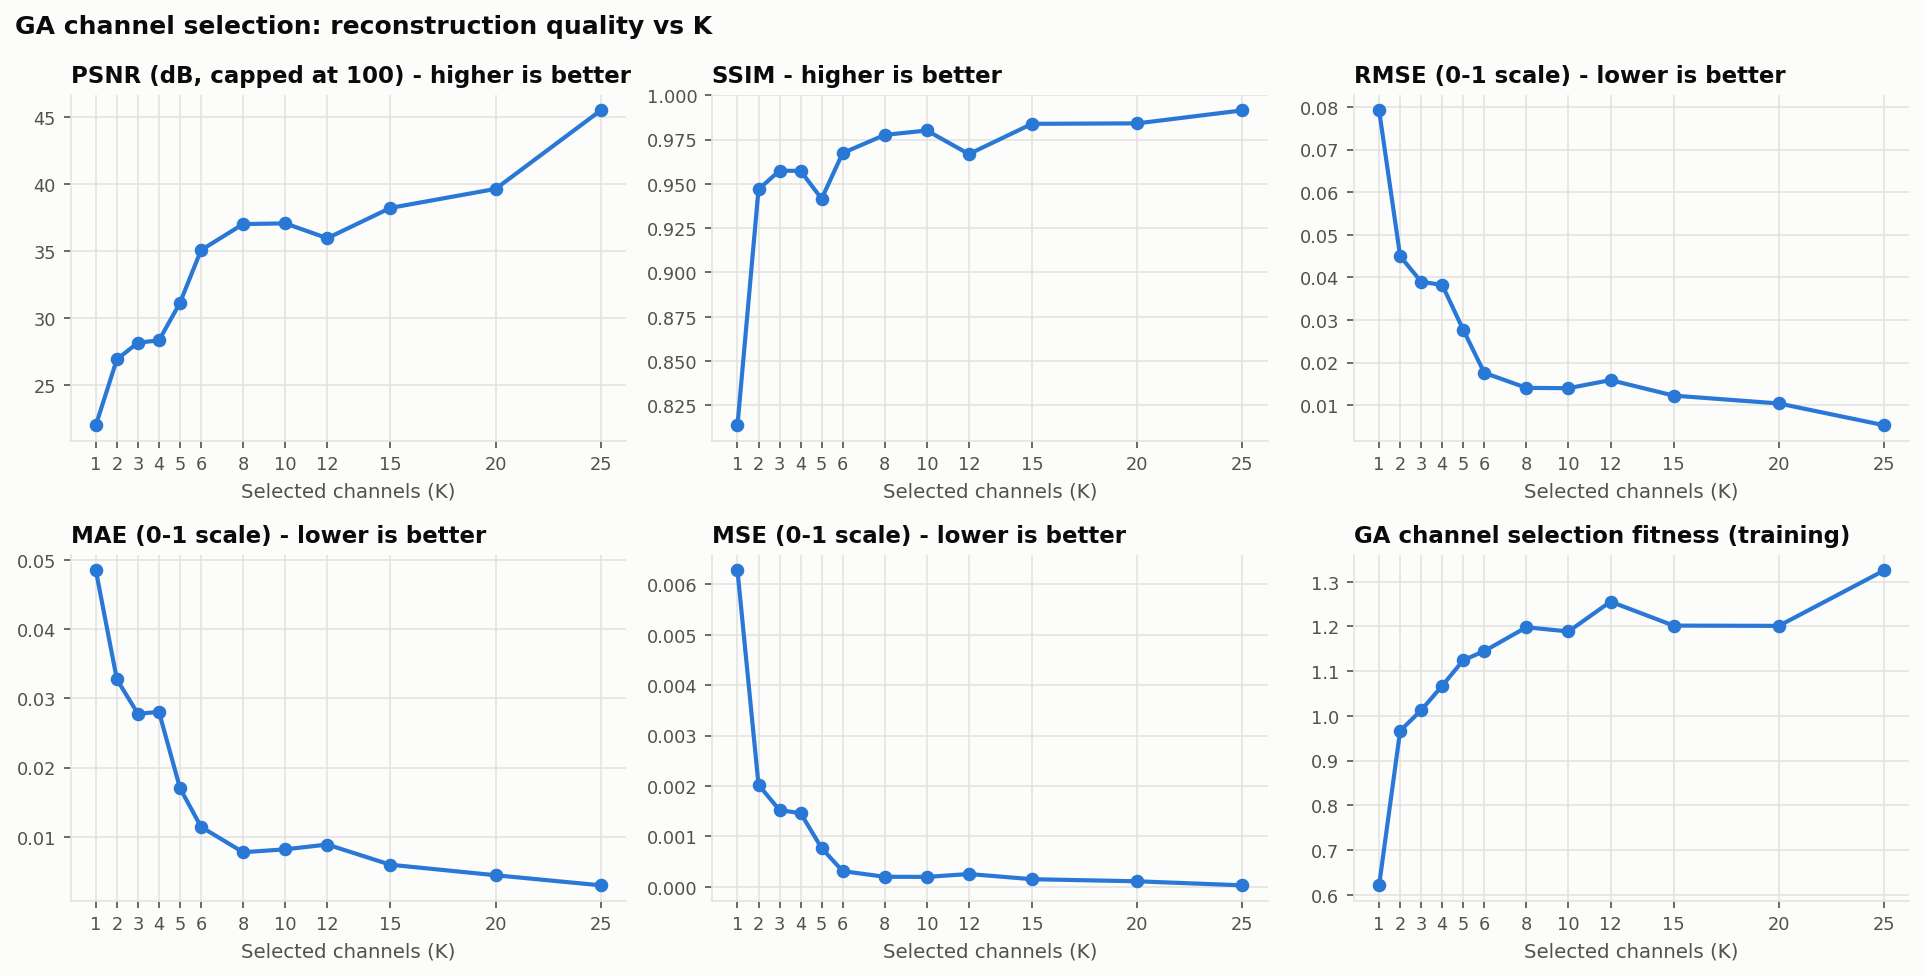 GA channel selection: reconstruction quality vs K
PSNR (dB, capped at 100) - higher is better
45
40
35
30
25
1 2 3 4 5 6 8 10 12 15 20 25
Selected channels (K)
SSIM - higher is better
1.000
0.975
0.950
0.925
0.900
0.875
0.850
0.825
1 2 3 4 5 6 8 10 12 15 20 25
Selected channels (K)
RMSE (0-1 scale) - lower is better
0.08
0.07
0.06
0.05
0.04
0.03
0.02
0.01
1 2 3 4 5 6 8 10 12 15 20 25
Selected channels (K)
MAE (0-1 scale) - lower is better
0.05
0.04
0.03
0.02
0.01
1 2 3 4 5 6 8 10 12 15 20 25
Selected channels (K)
MSE (0-1 scale) - lower is better
0.006
0.005
0.004
0.003
0.002
0.001
0.000
1 2 3 4 5 6 8 10 12 15 20 25
Selected channels (K)
GA channel selection fitness (training)
1.3
1.2
1.1
1.0
0.9
0.8
0.7
0.6
1 2 3 4 5 6 8 10 12 15 20 25
Selected channels (K)